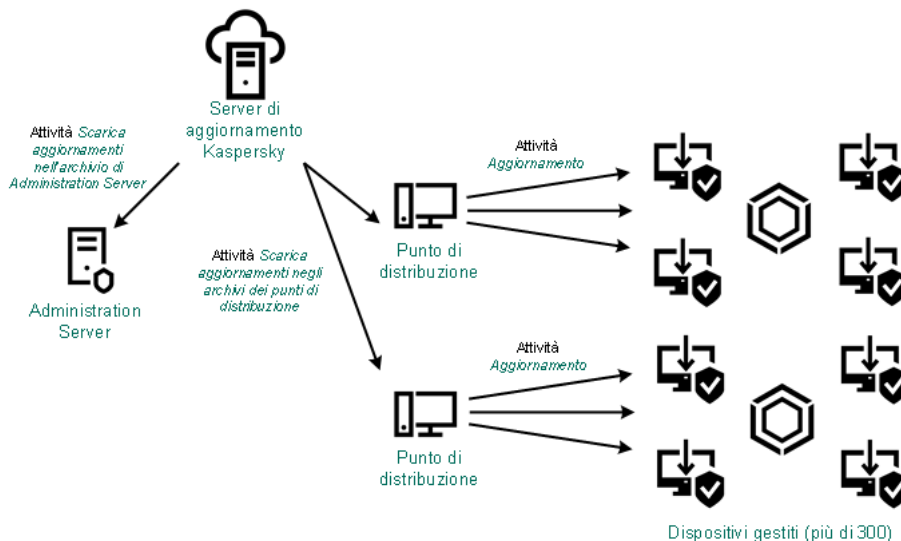 Server di
aggiornamento
Kaspersky
Attività Scarica
aggiornamenti
nell'archivio di
Administration Server
Administration
Server
Attività Scarica
aggiornamenti negli
archivi dei punti di
distribuzione
Attività
Aggiornamento
Punto di
distribuzione
Attività
Aggiornamento
Punto di
distribuzione
Dispositivi gestiti (più di 300)